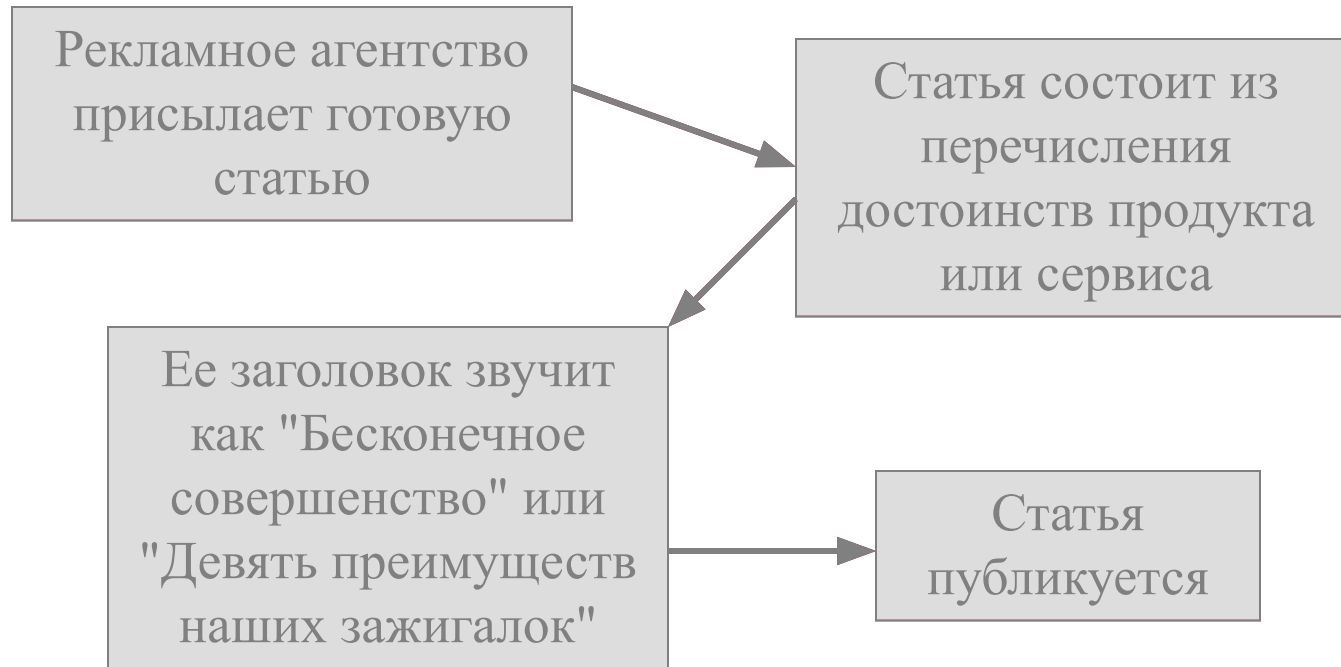 Рекламное агентство
присылает готовую
статью
Статья состоит из
перечисления
достоинств продукта
или сервиса
Ее заголовок звучит
как "Бесконечное
совершенство" или
"Девять преимуществ
наших зажигалок"
Статья
публикуется